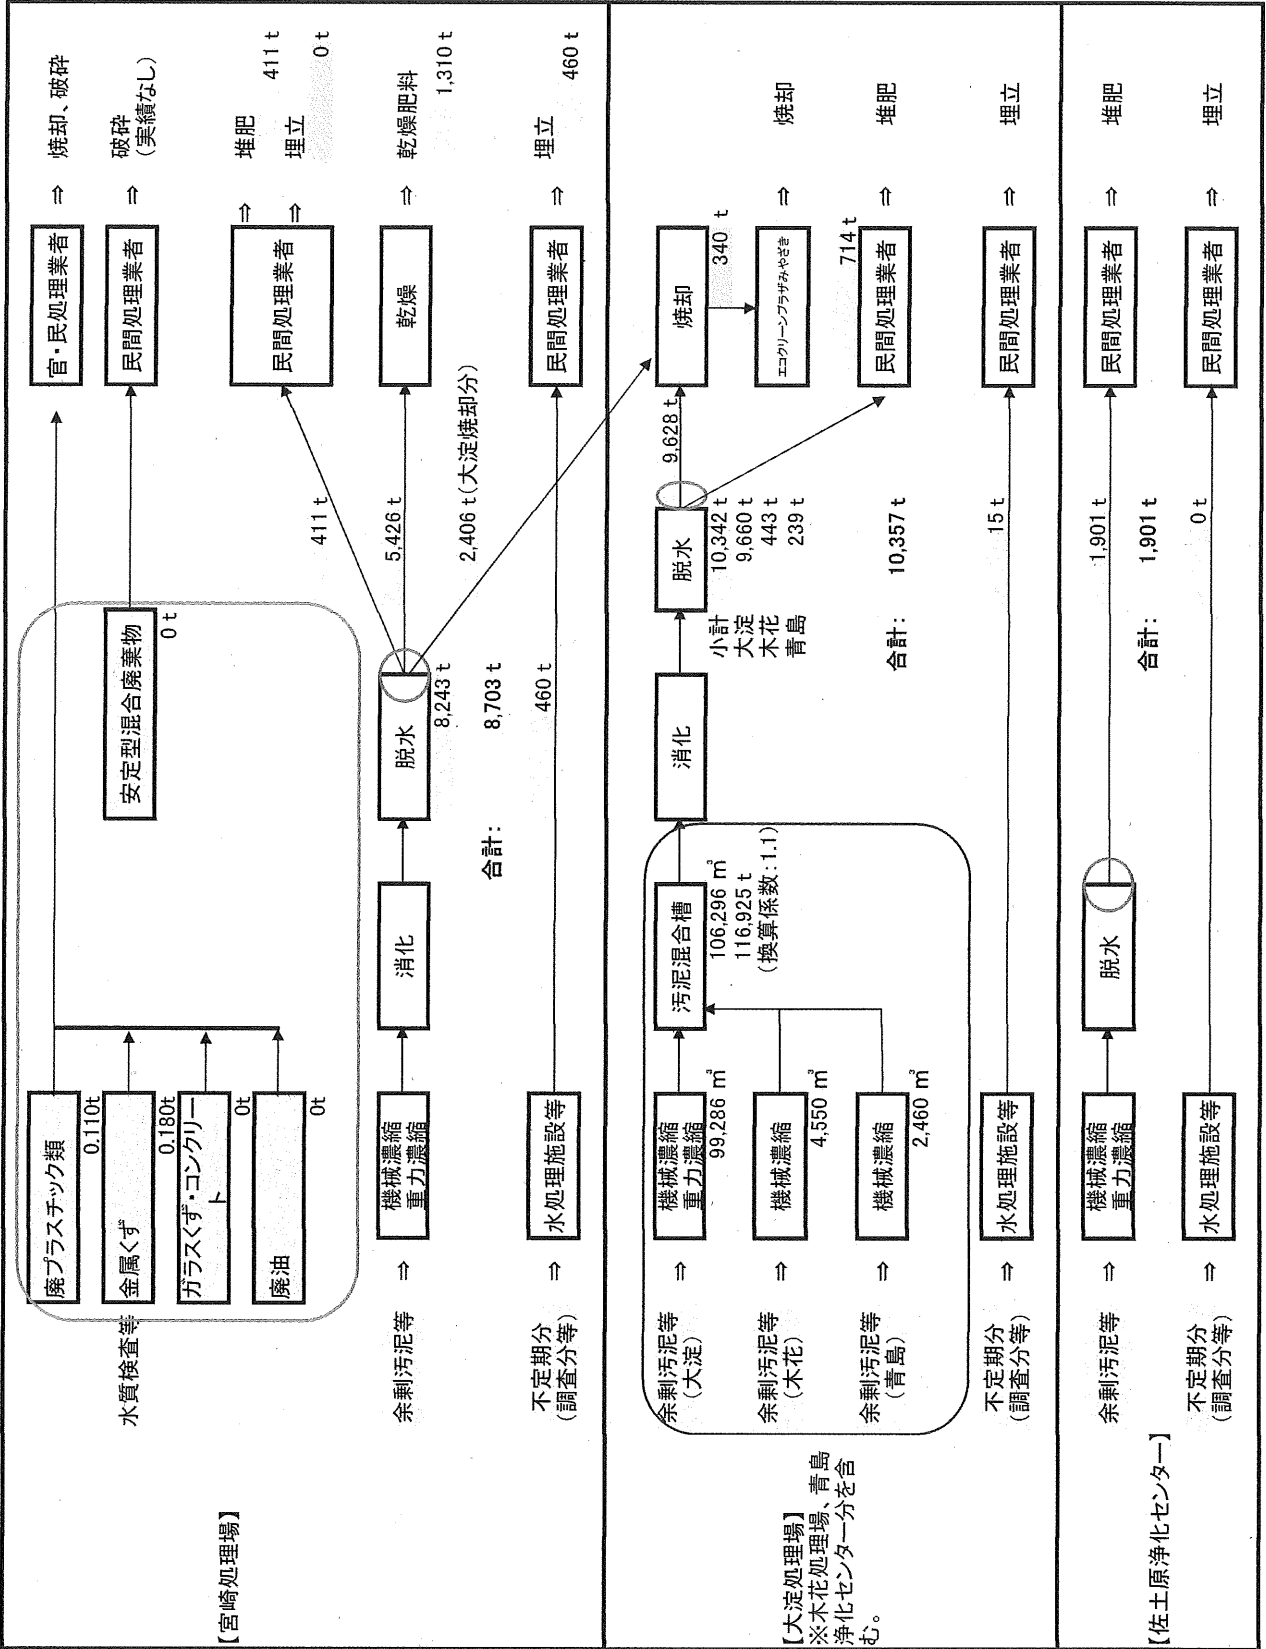 【宮崎処理場】
水質検査等
廃プラスチック類
0.110t
金属くず
0.180t
ガラスくず・コンクリー
ト
0t
廃油
0t
安定型混合廃棄物
0 t
官・民処理業者
⇒
焼却、破砕
民間処理業者
⇒
破砕
(実績なし)
411 t
民間処理業者
⇒
堆肥
411 t
⇒
埋立
0 t
余剰汚泥等
⇒
機械濃縮
重力濃縮
消化
脱水
8,243 t
5,426 t
乾燥
⇒
乾燥肥料
1,310 t
2,406 t(大淀焼却分)
合計:
8,703 t
不定期分
(調査分等)
⇒
水処理施設等
460 t
民間処理業者
⇒
埋立
460 t
【大淀処理場】
※木花処理場、青島
浄化センター分を含
む。
余剰汚泥等
(大淀)
⇒
機械濃縮
重力濃縮
99,286 ㎥
汚泥混合槽
106,296 ㎥
116,925 t
(換算係数:1.1)
消化
脱水
小計 10,342 t
大淀 9,660 t
木花 443 t
青島 239 t
9,628 t
焼却
340 t
余剰汚泥等
(木花)
⇒
機械濃縮
4,550 ㎥
エコクリーンプラザみやざき
⇒
焼却
余剰汚泥等
(青島)
⇒
機械濃縮
2,460 ㎥
714 t
民間処理業者
⇒
堆肥
合計: 10,357 t
不定期分
(調査分等)
⇒
水処理施設等
15 t
民間処理業者
⇒
埋立
【佐土原浄化センター】
余剰汚泥等
⇒
機械濃縮
重力濃縮
脱水
1,901 t
民間処理業者
⇒
堆肥
合計: 1,901 t
不定期分
(調査分等)
⇒
水処理施設等
0 t
民間処理業者
⇒
埋立